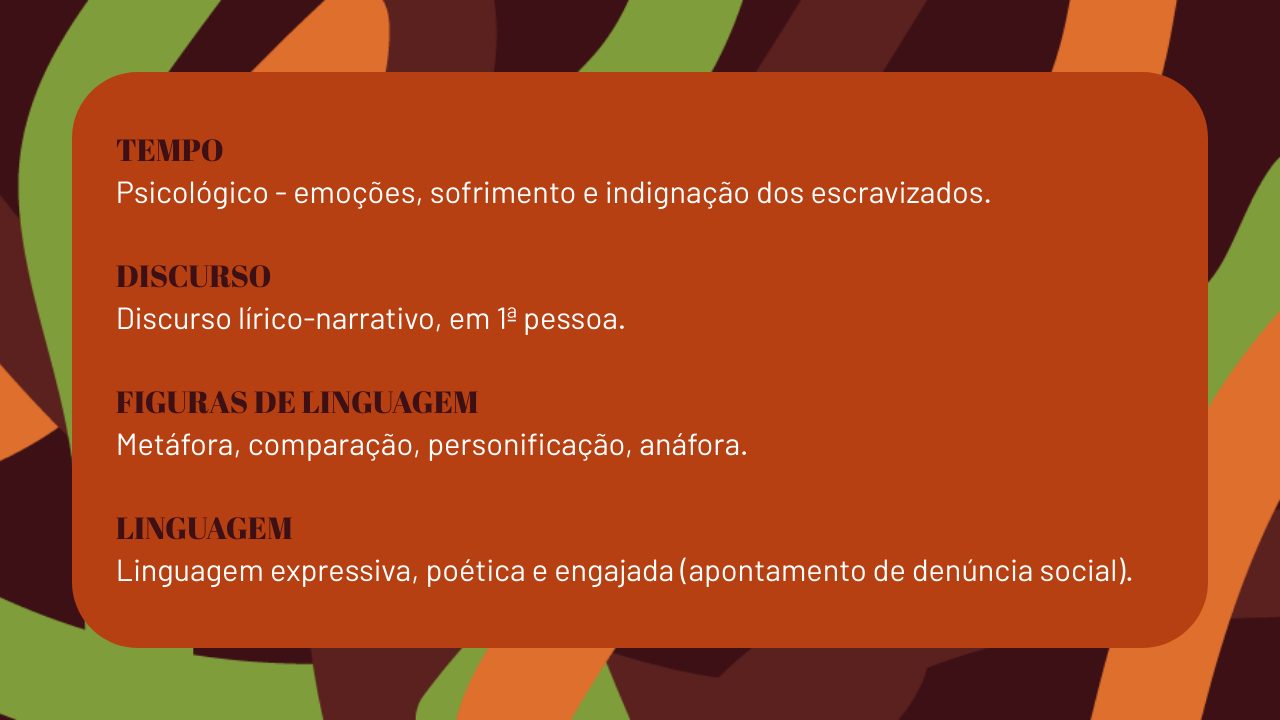 TEMPO
Psicológico - emoções, sofrimento e indignação dos escravizados.
DISCURSO
Discurso lírico-narrativo, em 1ª pessoa.
FIGURAS DE LINGUAGEM
Metáfora, comparação, personificação, anáfora.
LINGUAGEM
Linguagem expressiva, poética e engajada (apontamento de denúncia social).